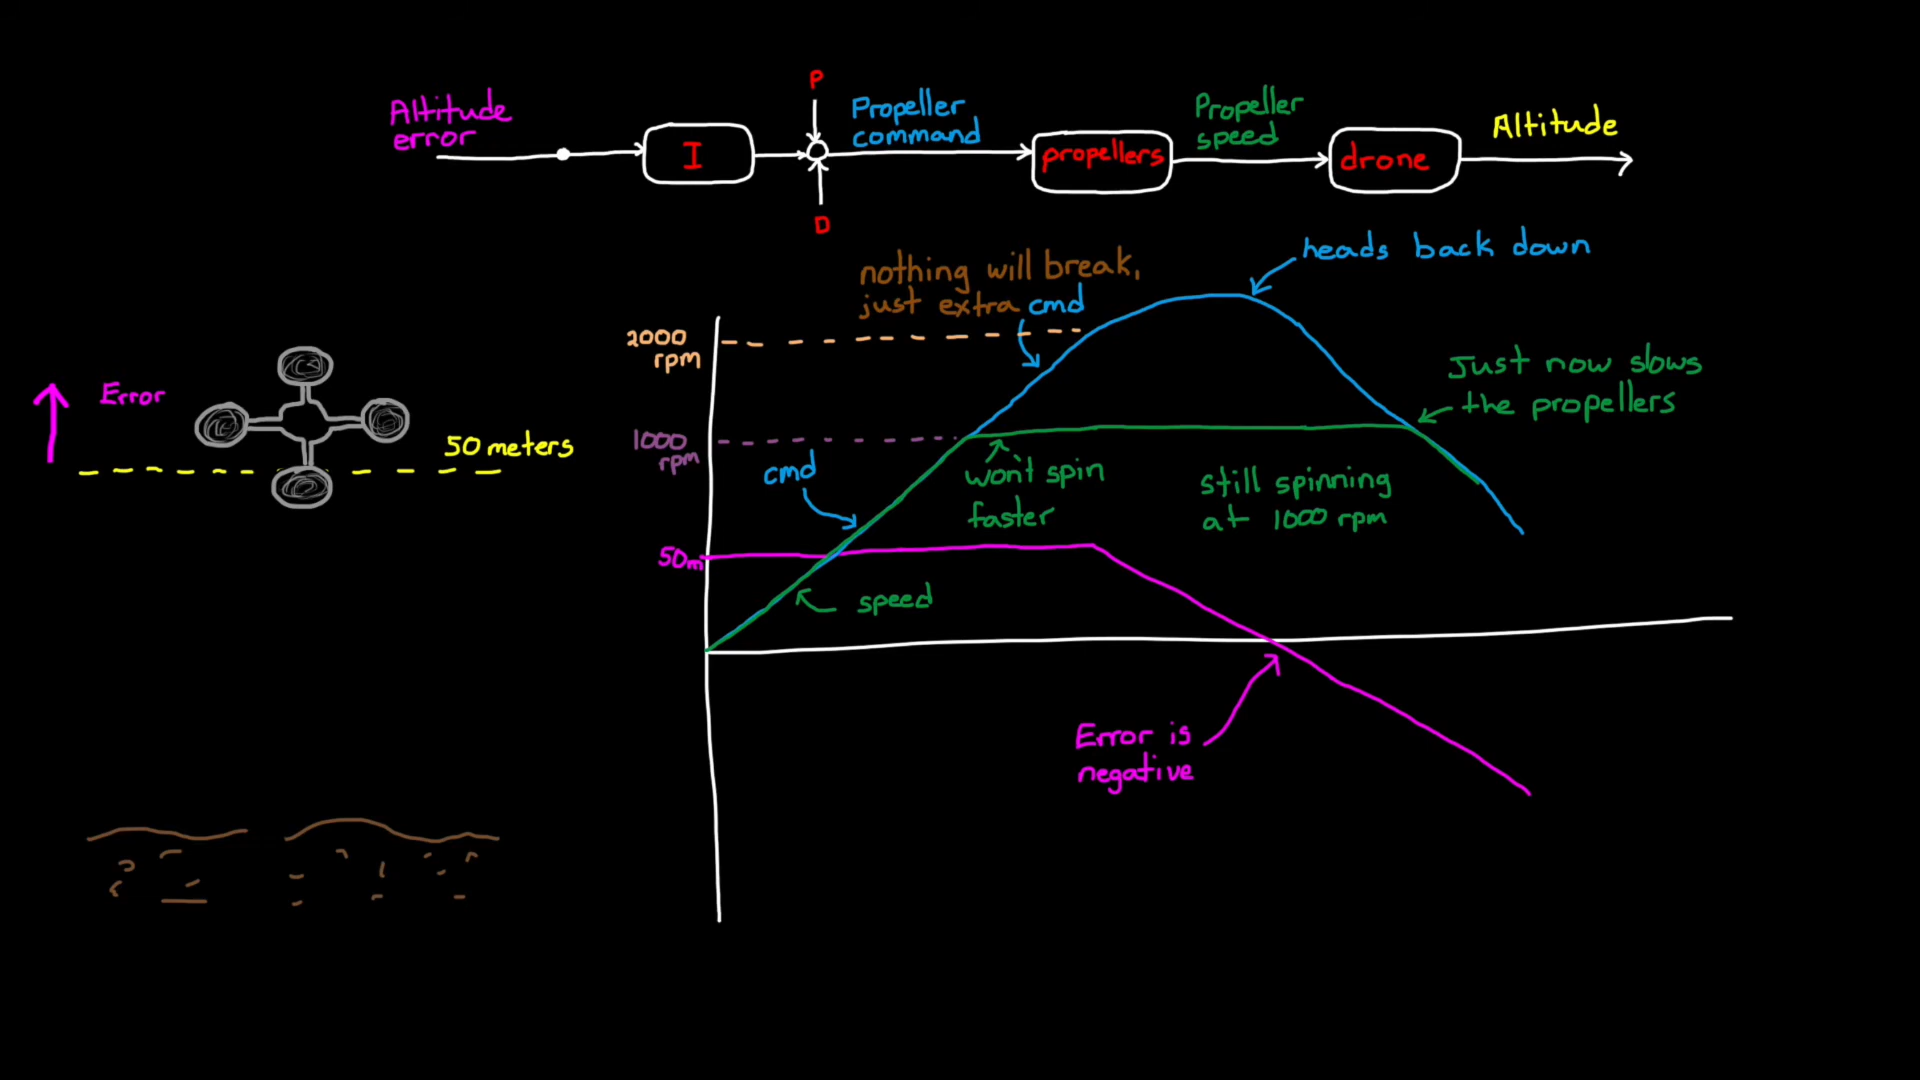 P
Altitude
error
I
Propeller
command
propellers
Propeller
speed
drone
Altitude
D
heads back down
nothing will break,
just extra cmd
2000
rpm
Just now slows
the propellers
Error
50 meters
1000
rpm
cmd
won't spin
faster
still spinning
at 1000 rpm
50m
speed
Error is
negative